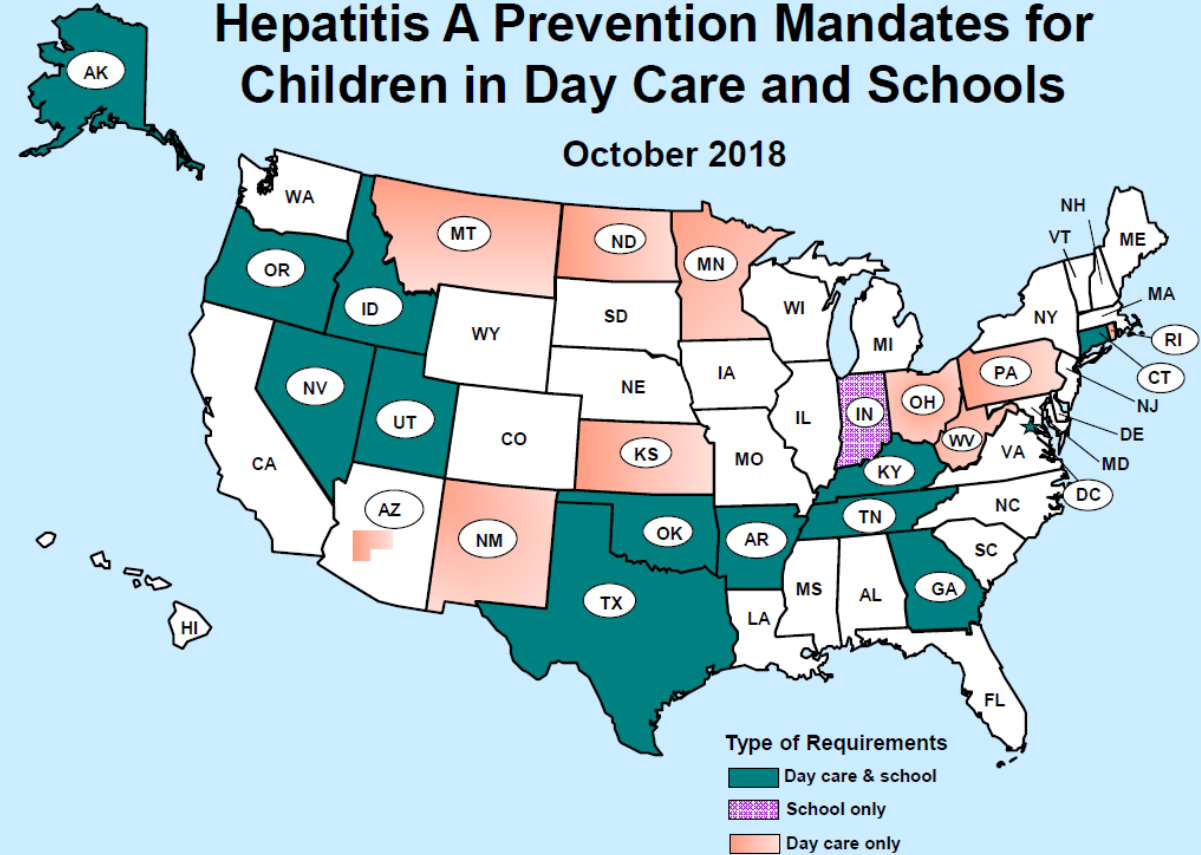 Hepatitis A Prevention Mandates for
Children in Day Care and Schools
October 2018
AK
WA
MT
ND
MN
OR
ID
WY
SD
WI
MI
NY
NH
VT
ME
MA
RI
CT
NJ
DE
MD
DC
NV
UT
CO
NE
IA
IL
IN
OH
PA
WV
VA
KY
CA
AZ
NM
KS
MO
OK
AR
TN
NC
SC
TX
LA
MS
AL
GA
FL
HI
Type of Requirements
Day care & school
School only
Day care only